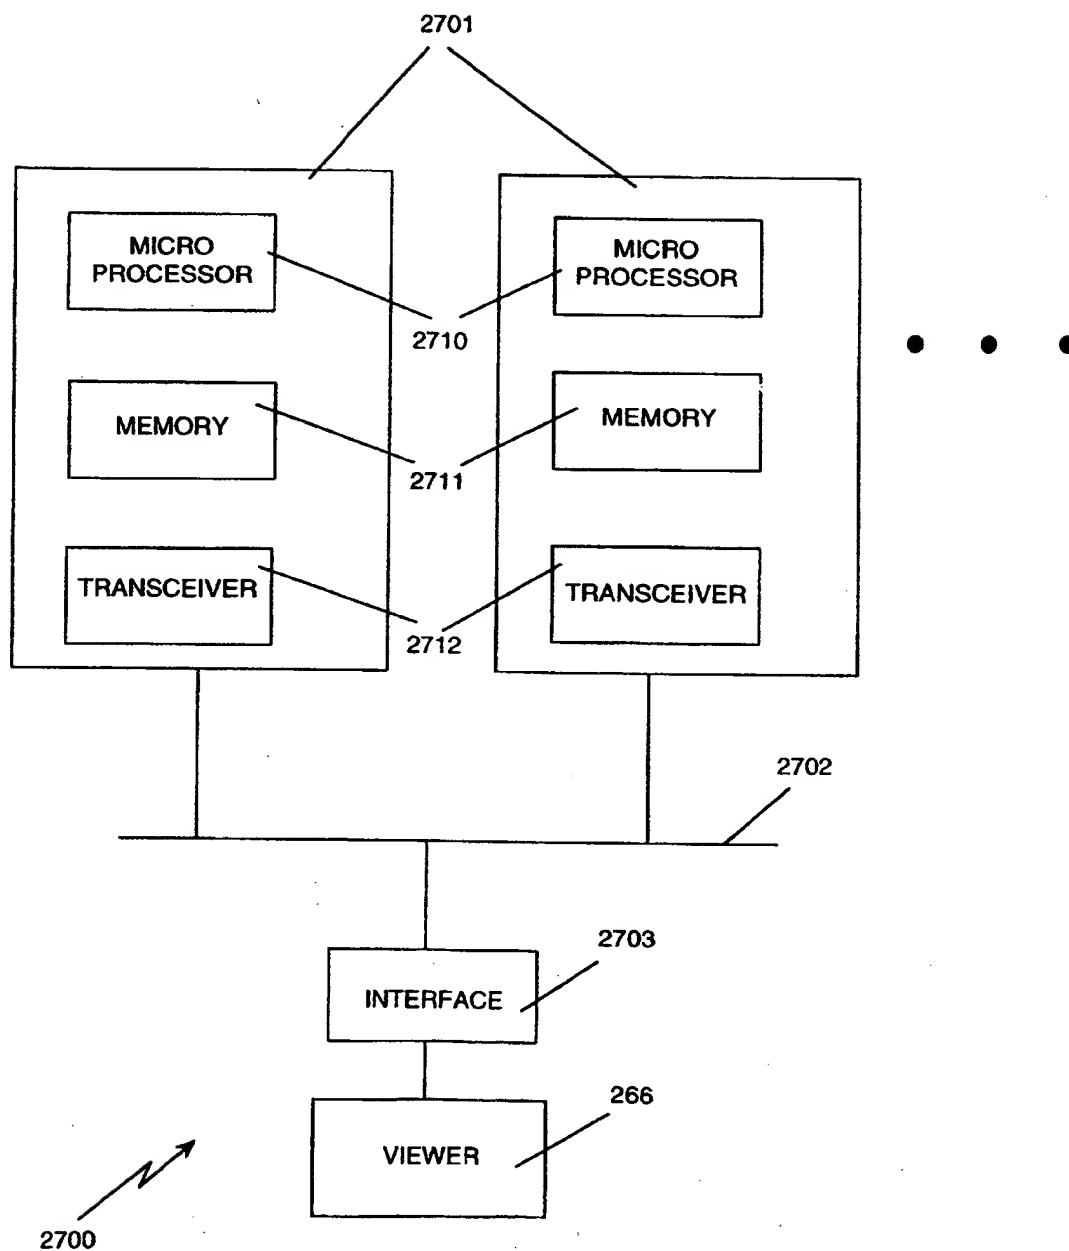 2701
MICRO
PROCESSOR
MICRO
PROCESSOR
2710
MEMORY
MEMORY
2711
TRANSCEIVER
TRANSCEIVER
2712
2702
2703
INTERFACE
266
VIEWER
2700